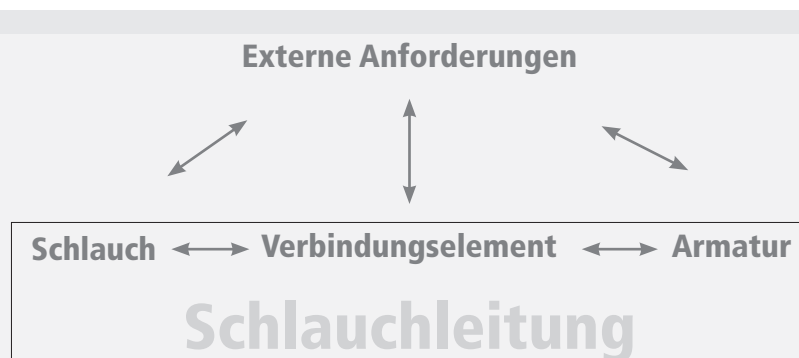 Externe Anforderungen
Schlauch Verbindungselement Armatur
Schlauchleitung